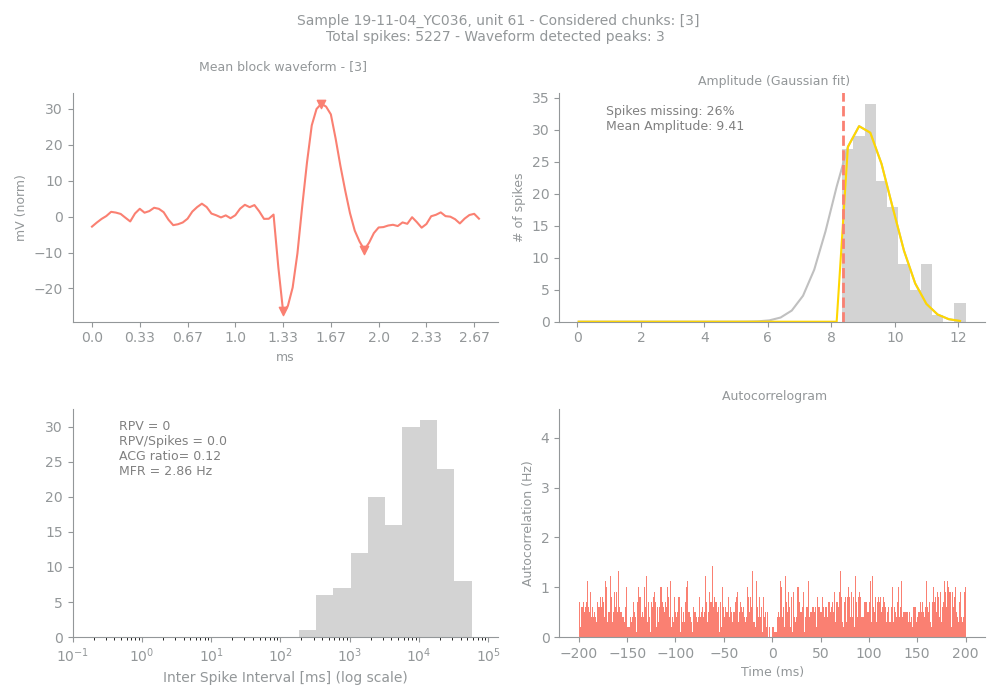 Sample 19-11-04_YC036, unit 61 - Considered chunks: [3]
Total spikes: 5227 - Waveform detected peaks: 3
Mean block waveform - [3]
mV (norm)
30
20
10
0
−10
−20
0.0 0.33 0.67 1.0 1.33 1.67 2.0 2.33 2.67
ms
Amplitude (Gaussian fit)
Spikes missing: 26%
Mean Amplitude: 9.41
# of spikes
35
30
25
20
15
10
5
0
0 2 4 6 8 10 12
RPV = 0
RPV/Spikes = 0.0
ACG ratio= 0.12
MFR = 2.86 Hz
30
25
20
15
10
5
0
10⁻¹ 10⁰ 10¹ 10² 10³ 10⁴ 10⁵
Inter Spike Interval [ms] (log scale)
Autocorrelogram
Autocorrelation (Hz)
4
3
2
1
0
−200 −150 −100 −50 0 50 100 150 200
Time (ms)